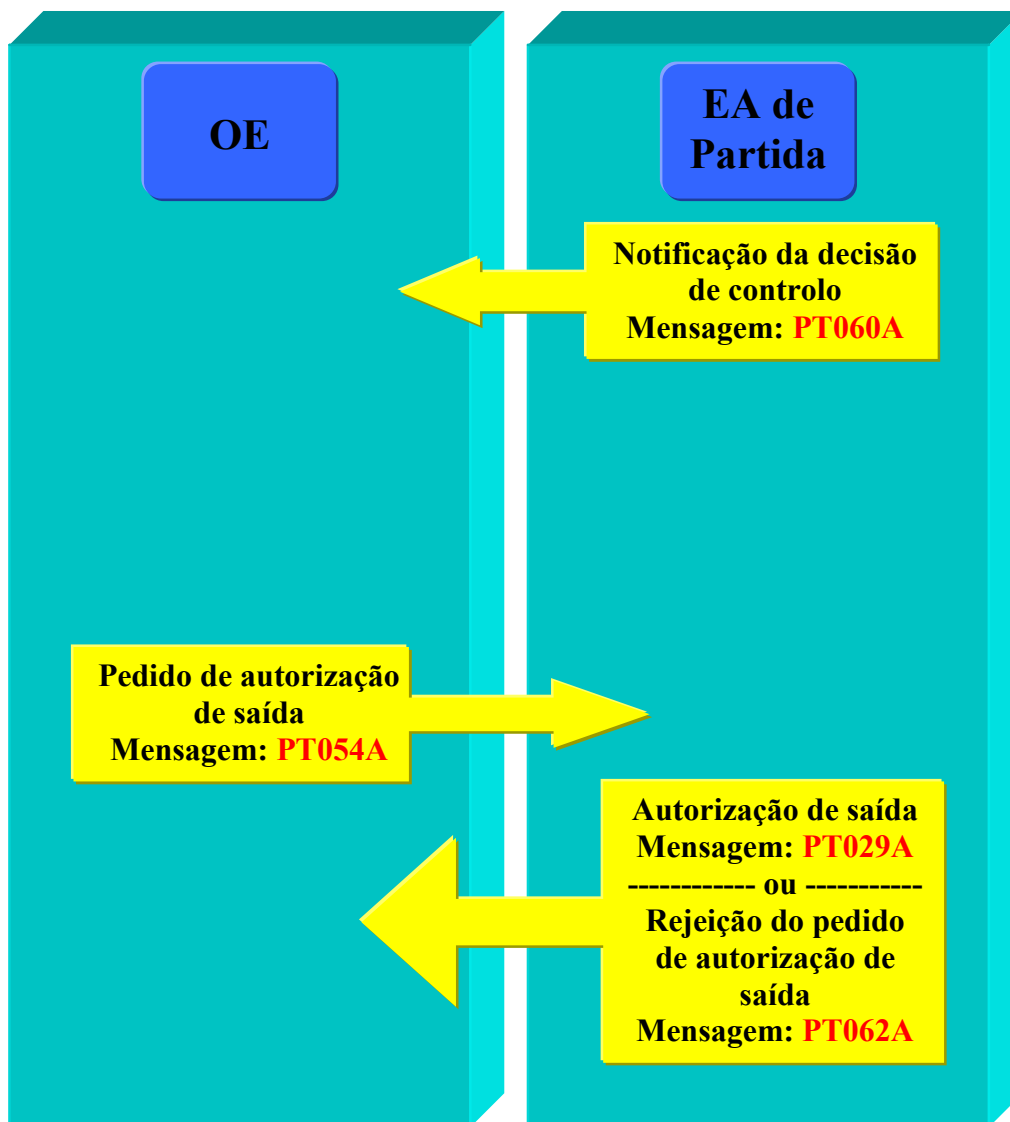 OE
EA de
Partida
Notificação da decisão
de controlo
Mensagem: PT060A
Pedido de autorização
de saída
Mensagem: PT054A
Autorização de saída
Mensagem: PT029A
------------ ou -----------
Rejeição do pedido
de autorização de
saída
Mensagem: PT062A